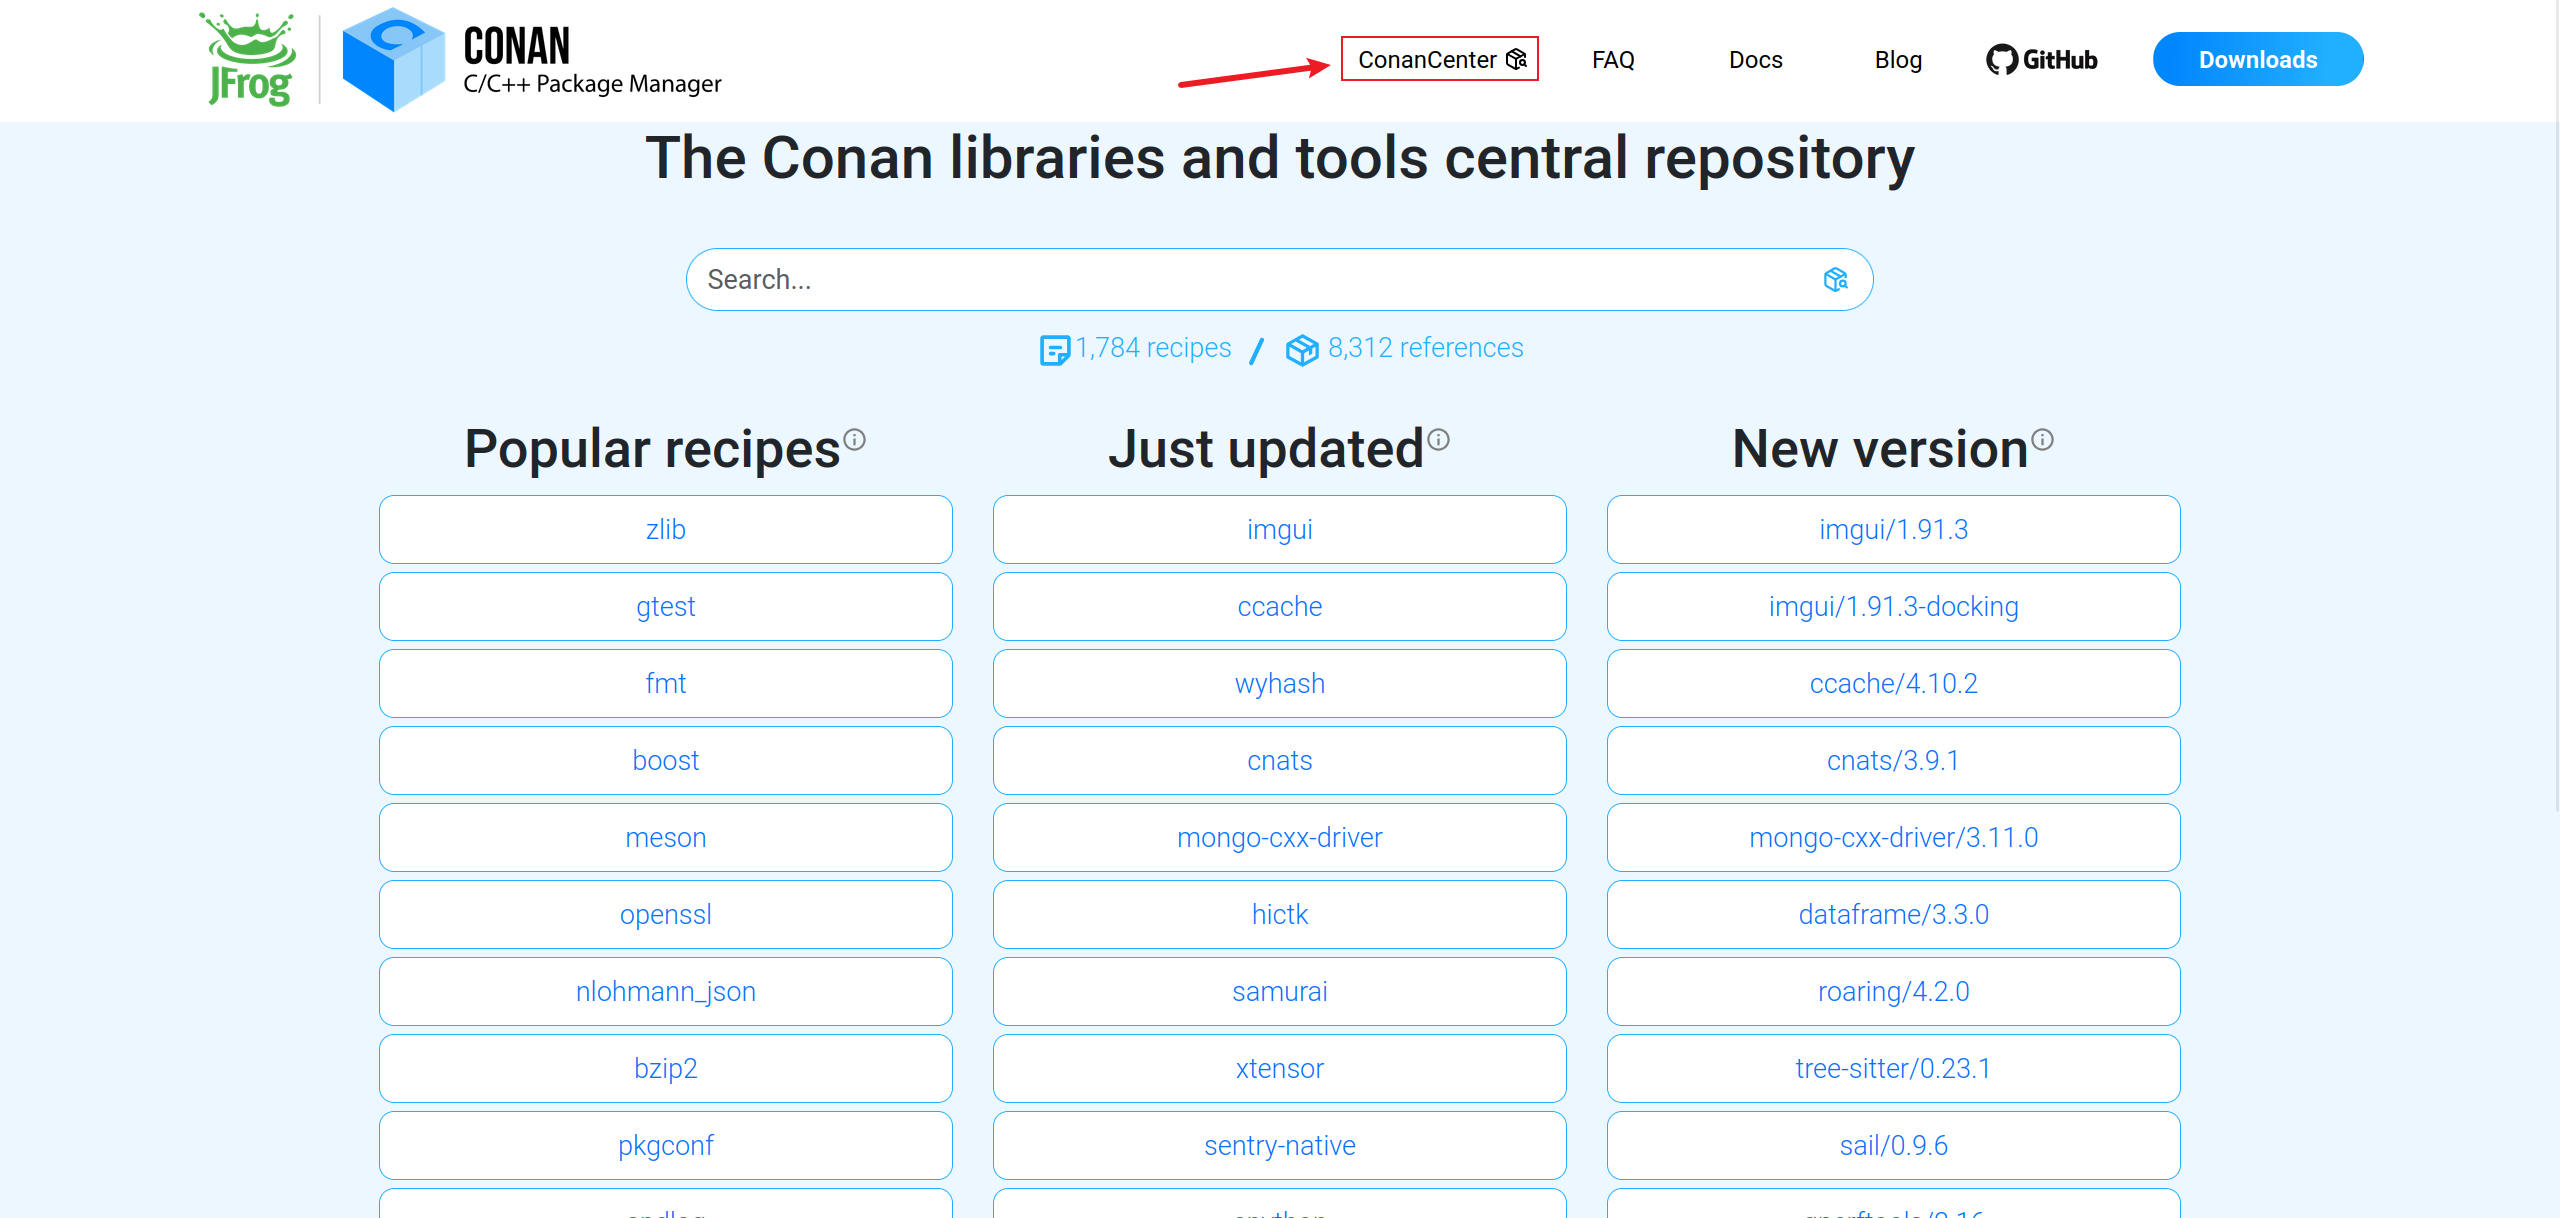 JFrog
CONAN
C/C++ Package Manager
ConanCenter
FAQ
Docs
Blog
GitHub
Downloads
The Conan libraries and tools central repository
Search...
1,784 recipes / 8,312 references
Popular recipes
zlib
gtest
fmt
boost
meson
openssl
nlohmann_json
bzip2
pkgconf
Just updated
imgui
ccache
wyhash
cnats
mongo-cxx-driver
hictk
samurai
xtensor
sentry-native
New version
imgui/1.91.3
imgui/1.91.3-docking
ccache/4.10.2
cnats/3.9.1
mongo-cxx-driver/3.11.0
dataframe/3.3.0
roaring/4.2.0
tree-sitter/0.23.1
sail/0.9.6